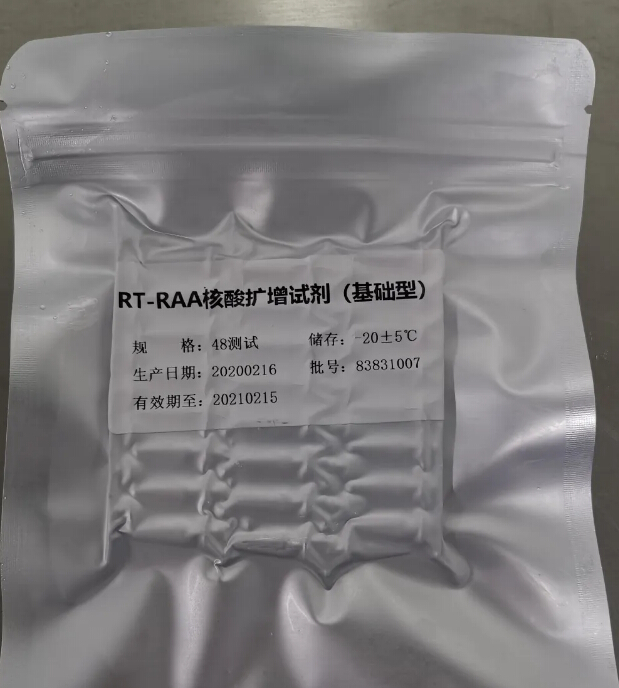 RT-RAA核酸扩增试剂（基础型）
规 格：48测试 储存：-20±5℃
生产日期：20200216 批号：83831007
有效期至：20210215